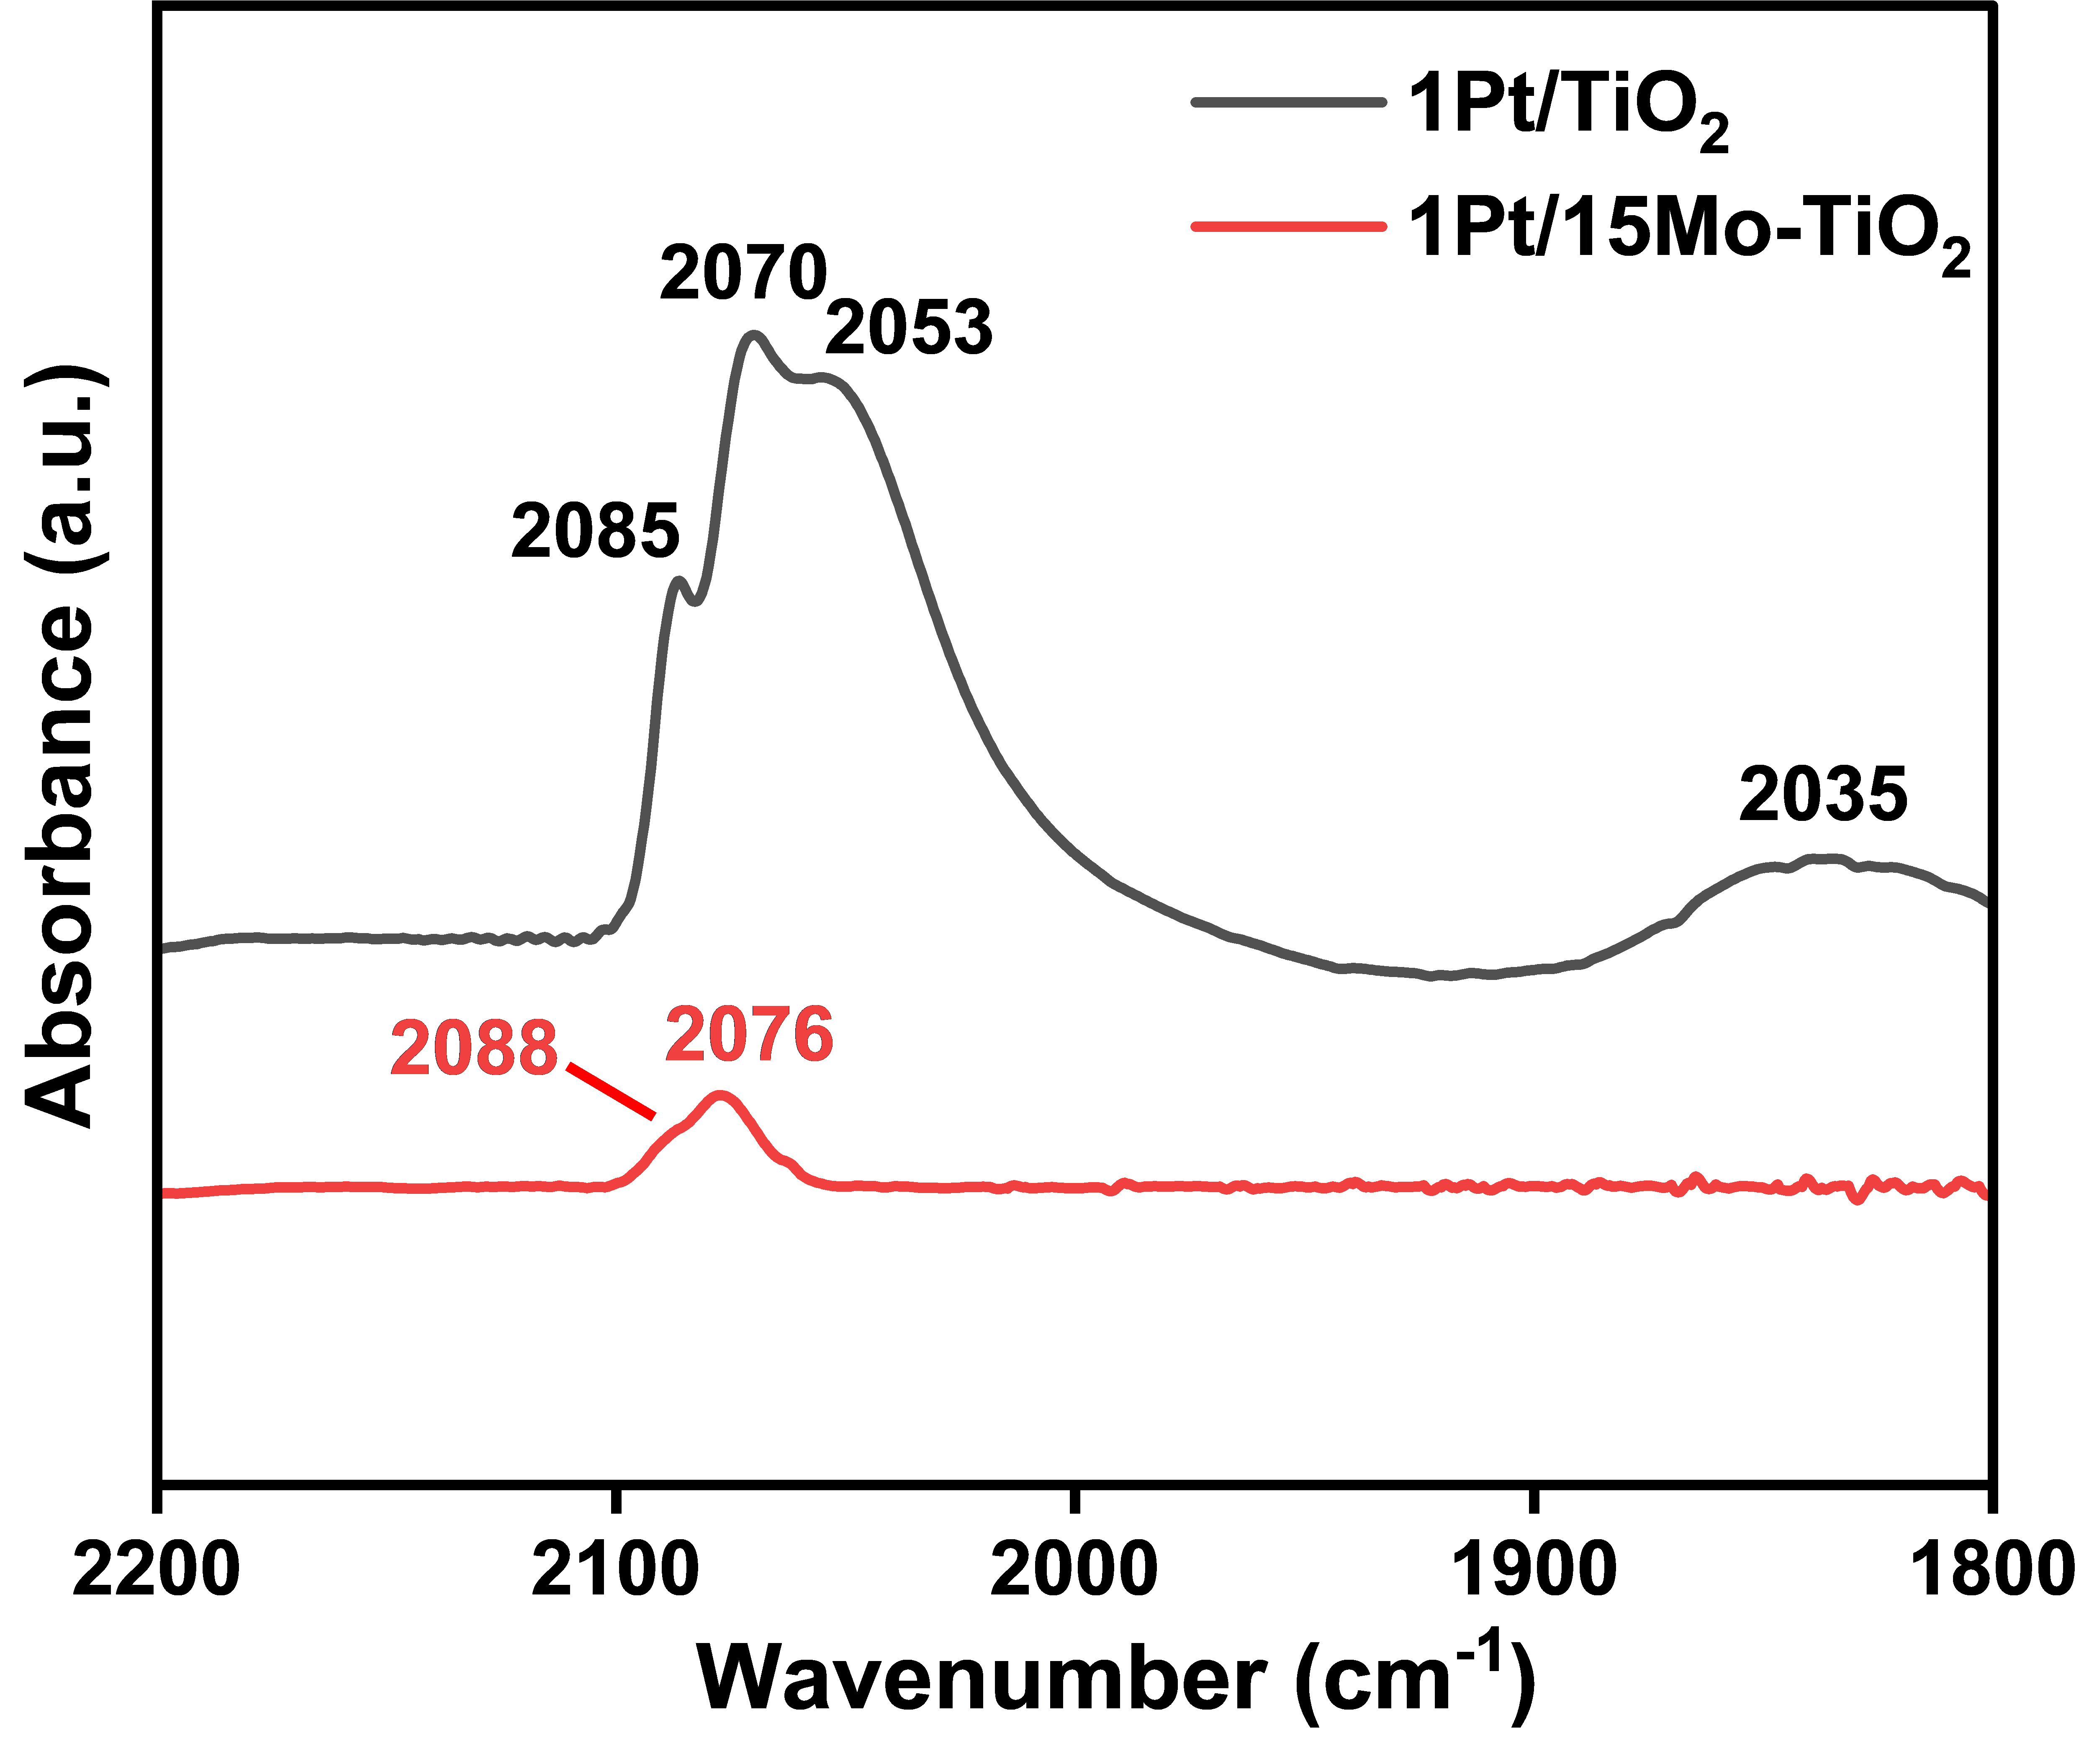 1Pt/TiO₂
1Pt/15Mo-TiO₂
2070
2053
2085
2035
2088
2076
Absorbance (a.u.)
2200 2100 2000 1900 1800
Wavenumber (cm⁻¹)